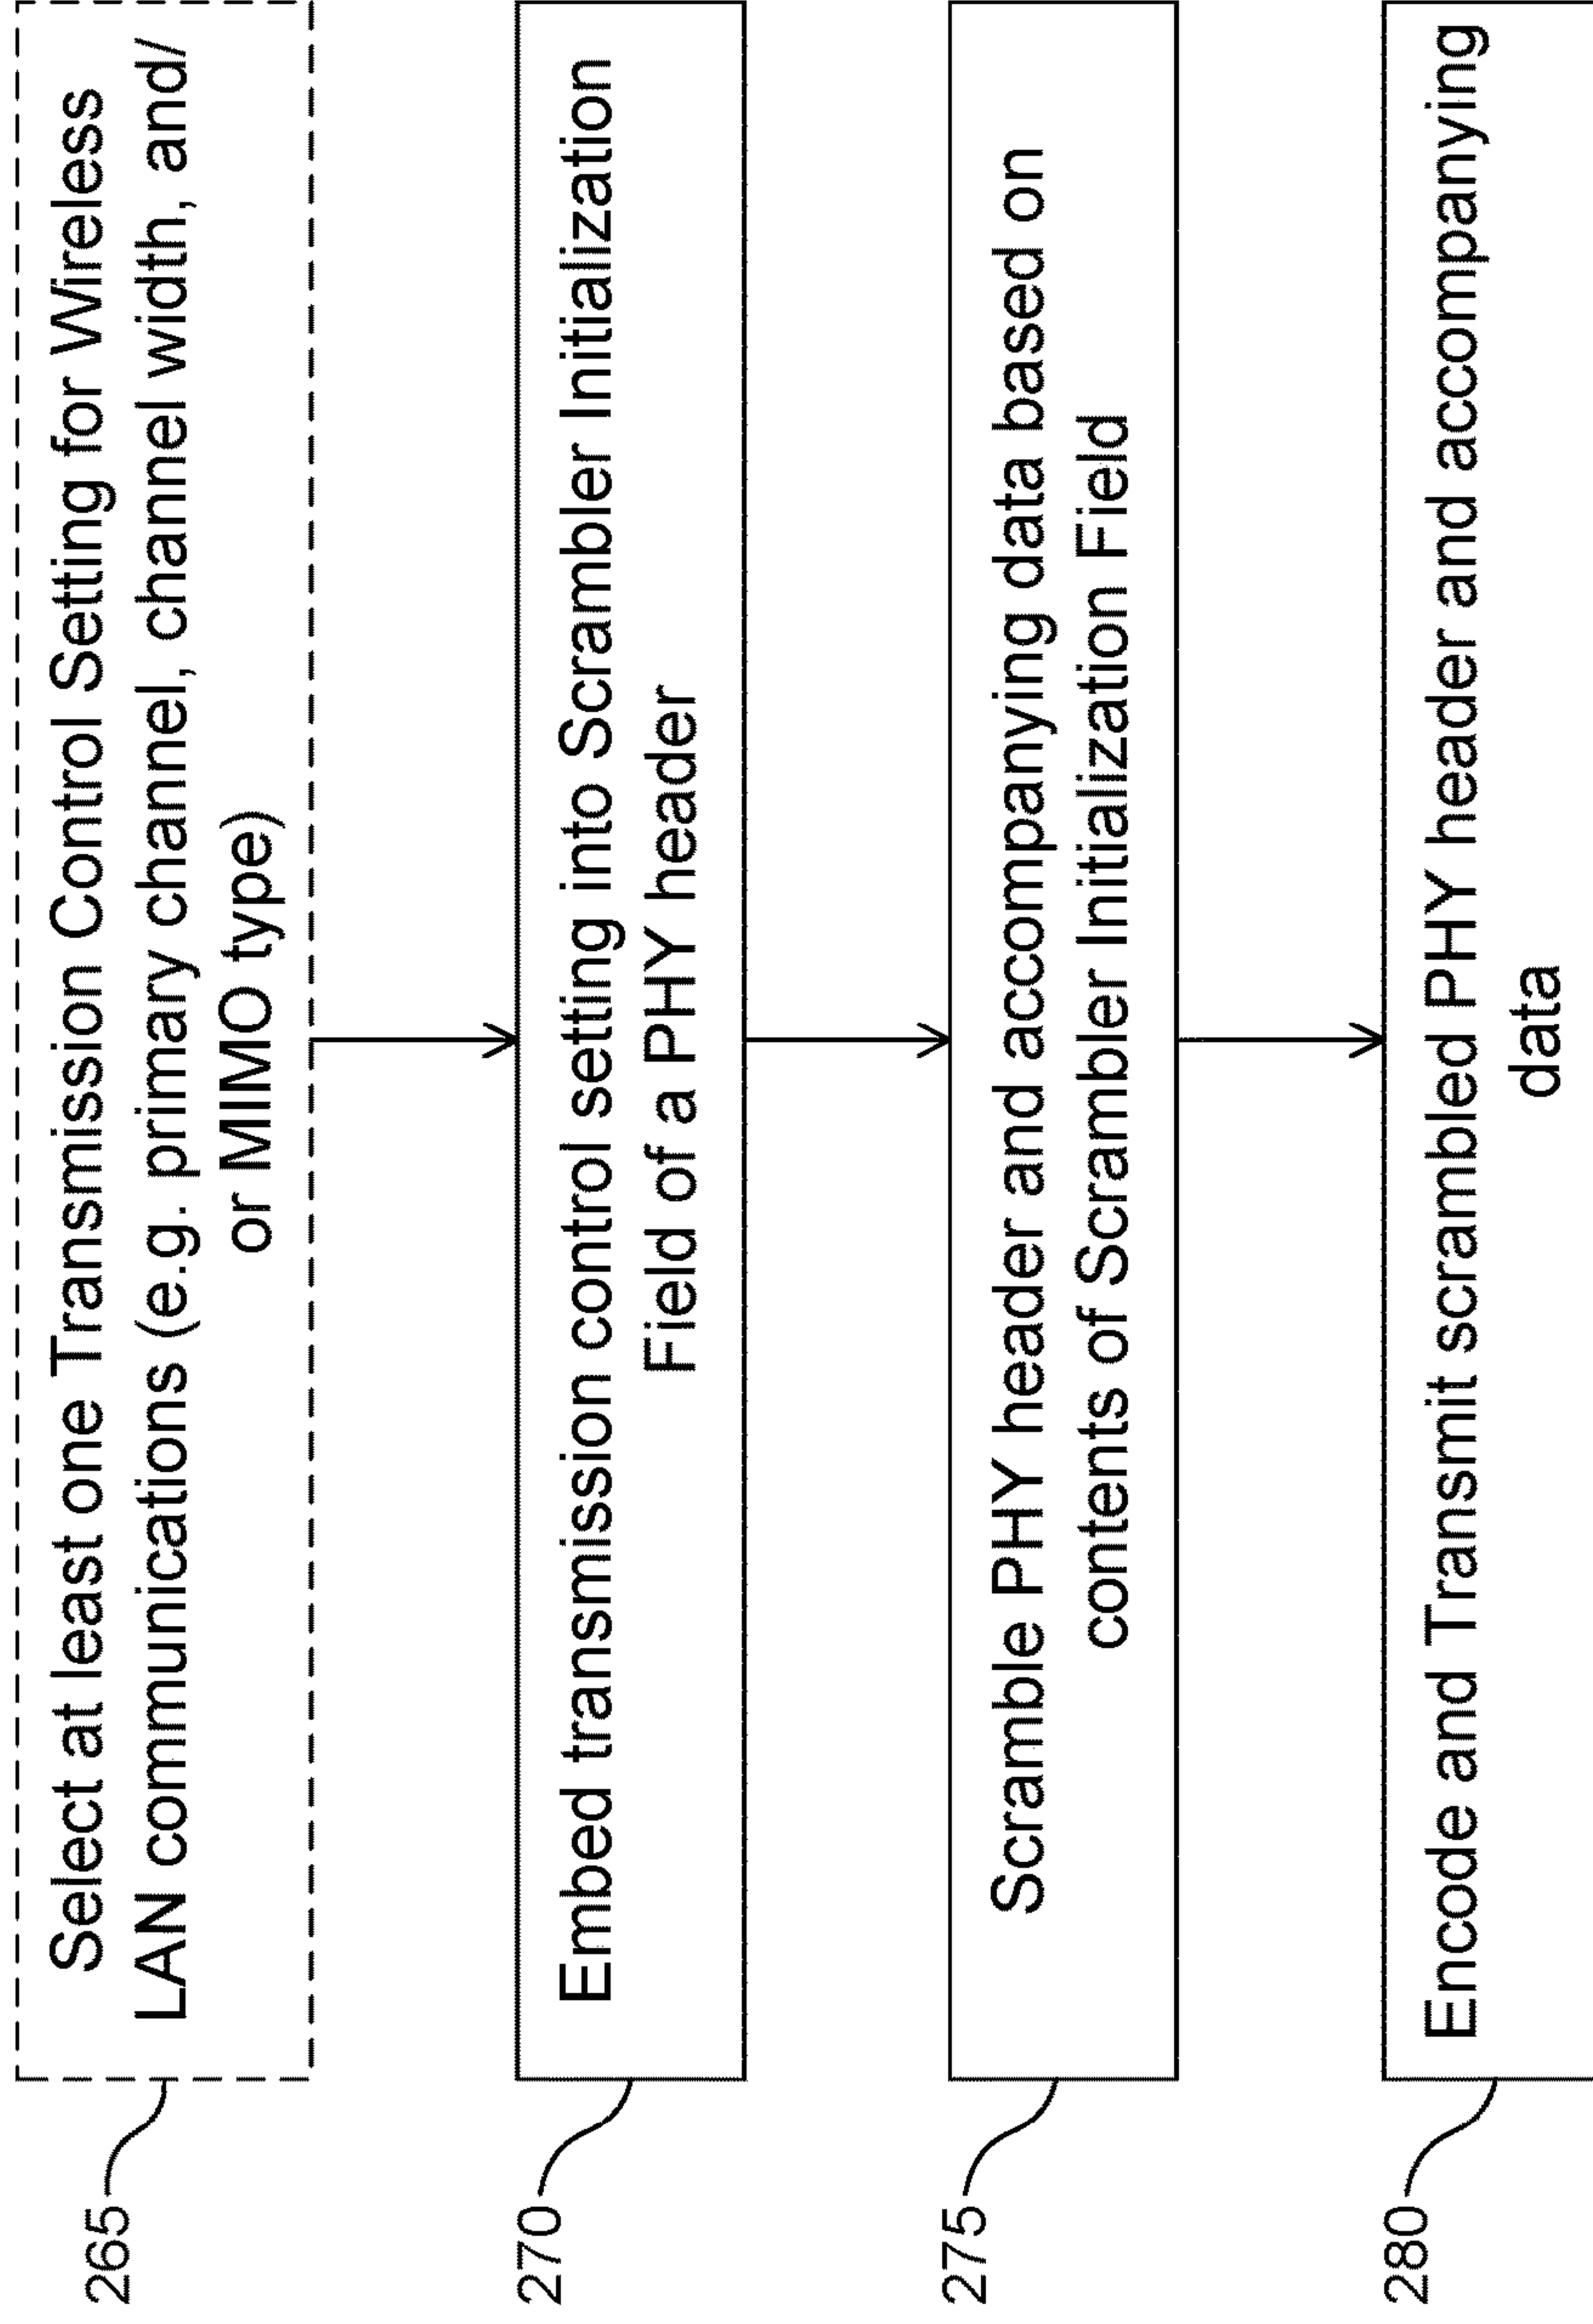 265
Select at least one Transmission Control Setting for Wireless
LAN communications (e.g. primary channel, channel width, and/
or MIMO type)
270
Embed transmission control setting into Scrambler Initialization
Field of a PHY header
275
Scramble PHY header and accompanying data based on
contents of Scrambler Initialization Field
280
Encode and Transmit scrambled PHY header and accompanying
data